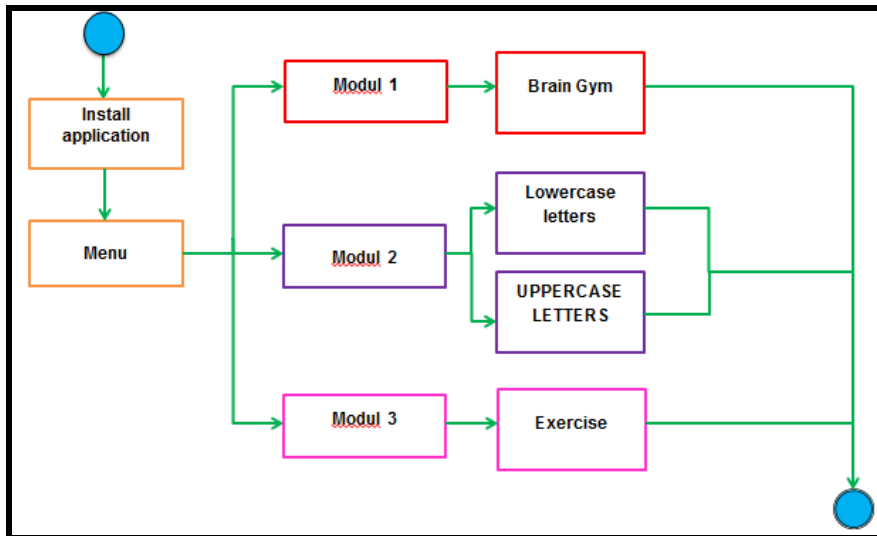 Install
application
Menu
Modul 1
Brain Gym
Modul 2
Lowercase
letters
UPPERCASE
LETTERS
Modul 3
Exercise